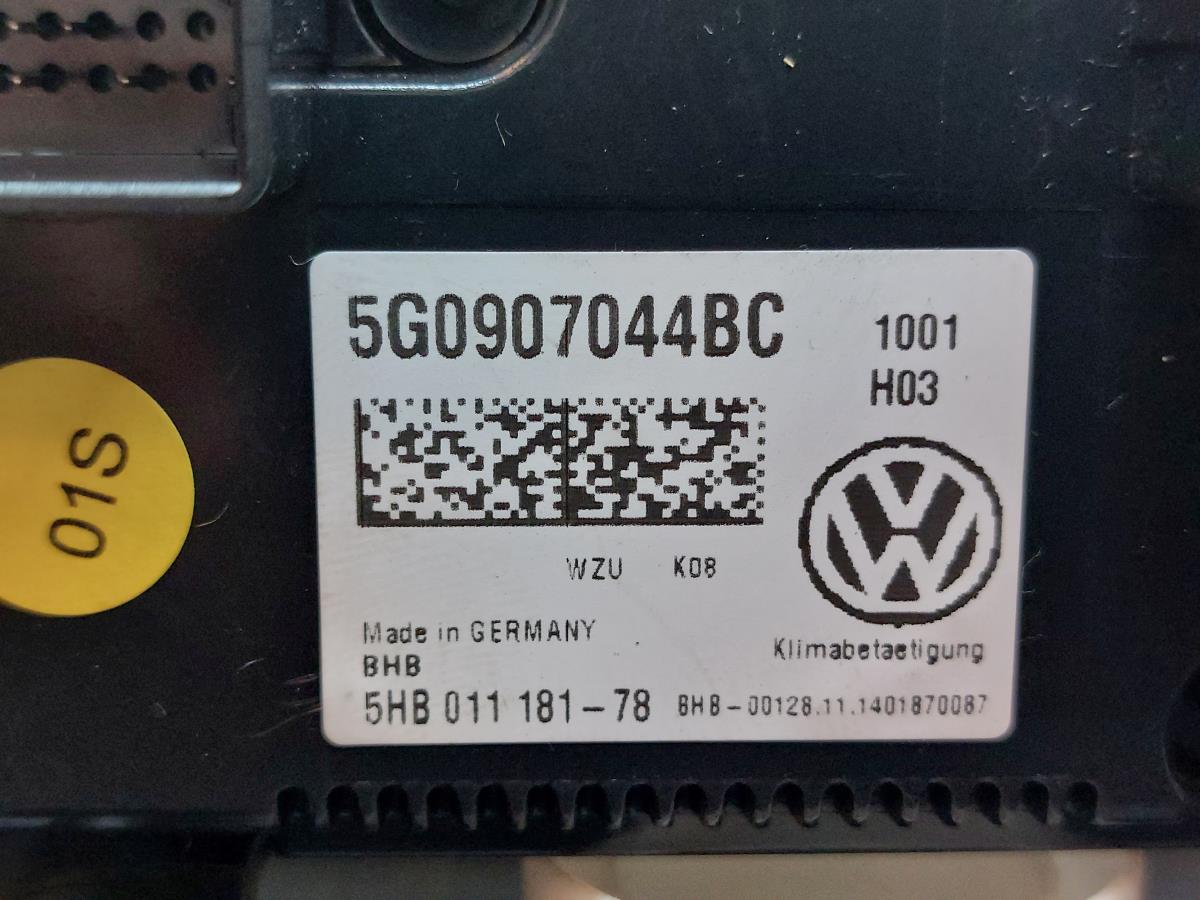 5G0907044BC
1001
H03
WZU K08
Made in GERMANY
BHB
Klimabetaetigung
5HB 011 181-78 BHB-00128.11.1401870087
01S